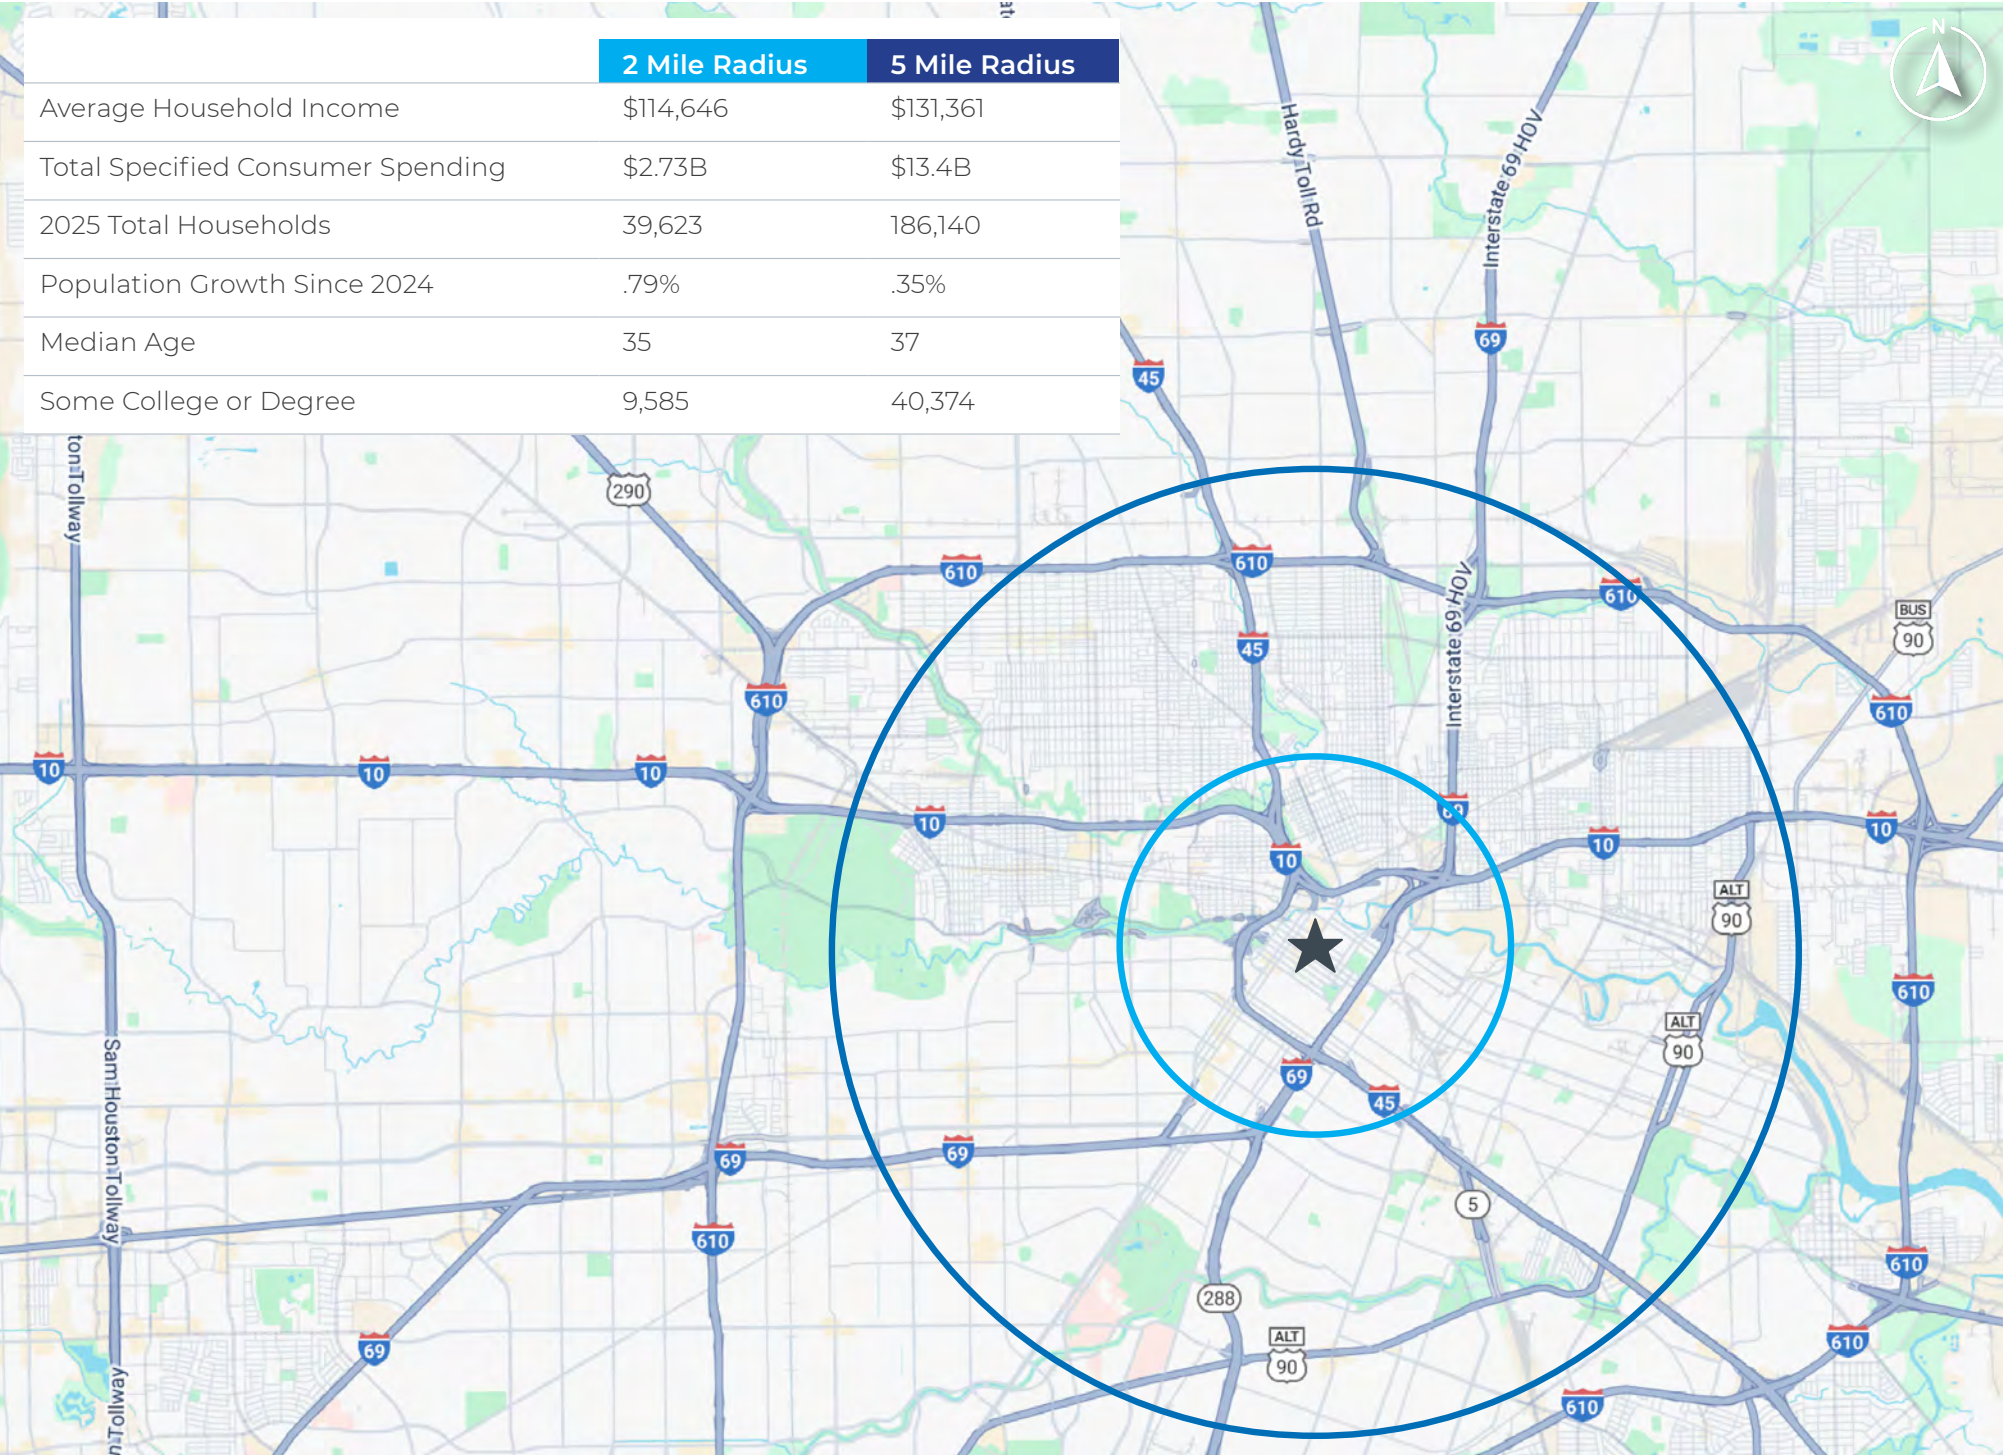 2 Mile Radius 5 Mile Radius
Average Household Income $114,646 $131,361
Total Specified Consumer Spending $2.73B $13.4B
2025 Total Households 39,623 186,140
Population Growth Since 2024 .79% .35%
Median Age 35 37
Some College or Degree 9,585 40,374
N
Hardy Toll Rd
Interstate 69 HOV
69
45
ton Tollway
290
610
610
610
Interstate 69 HOV
BUS
90
45
610
610
10
10
10
10
69
10
10
10
ALT
90
610
ALT
90
69
45
Sam Houston Tollway
69
69
5
610
610
288
ALT
90
69
610
n Tollway
610